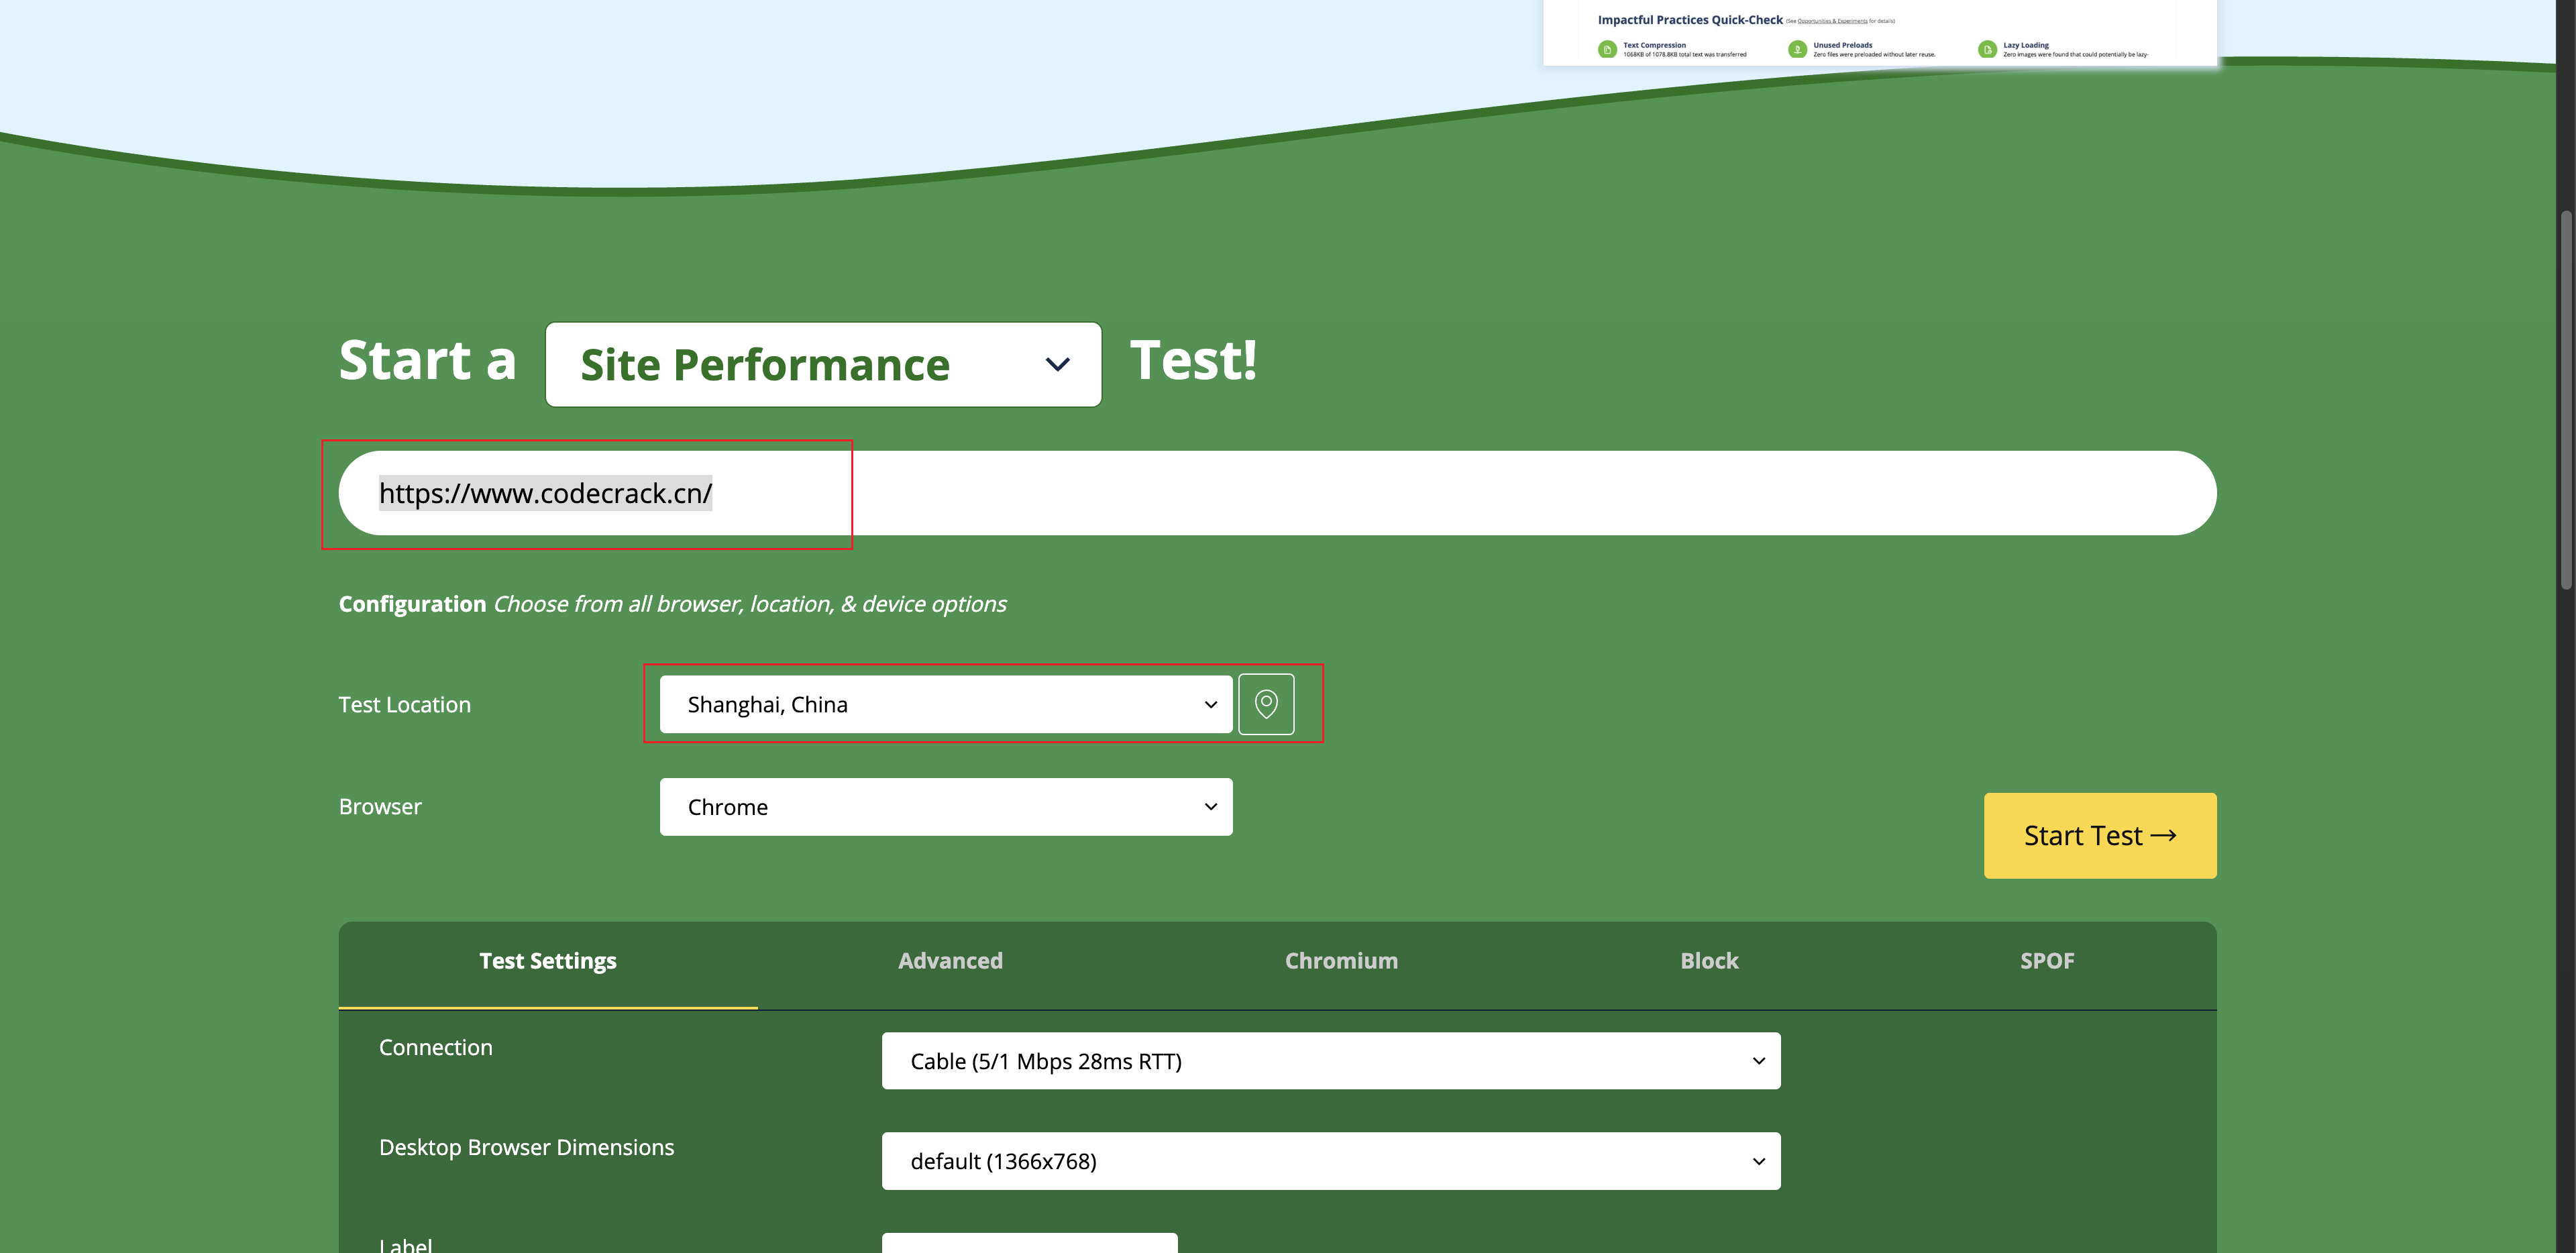 Impactful Practices Quick-Check (See Opportunities & Experiments for details)
Text Compression
1068KB of 1078.8KB total text was transferred
Unused Preloads
Zero files were preloaded without later reuse.
Lazy Loading
Zero images were found that could potentially be lazy-
Start a Site Performance Test!
https://www.codecrack.cn/
Configuration Choose from all browser, location, & device options
Test Location Shanghai, China
Browser Chrome
Start Test →
Test Settings Advanced Chromium Block SPOF
Connection Cable (5/1 Mbps 28ms RTT)
Desktop Browser Dimensions default (1366x768)
Label